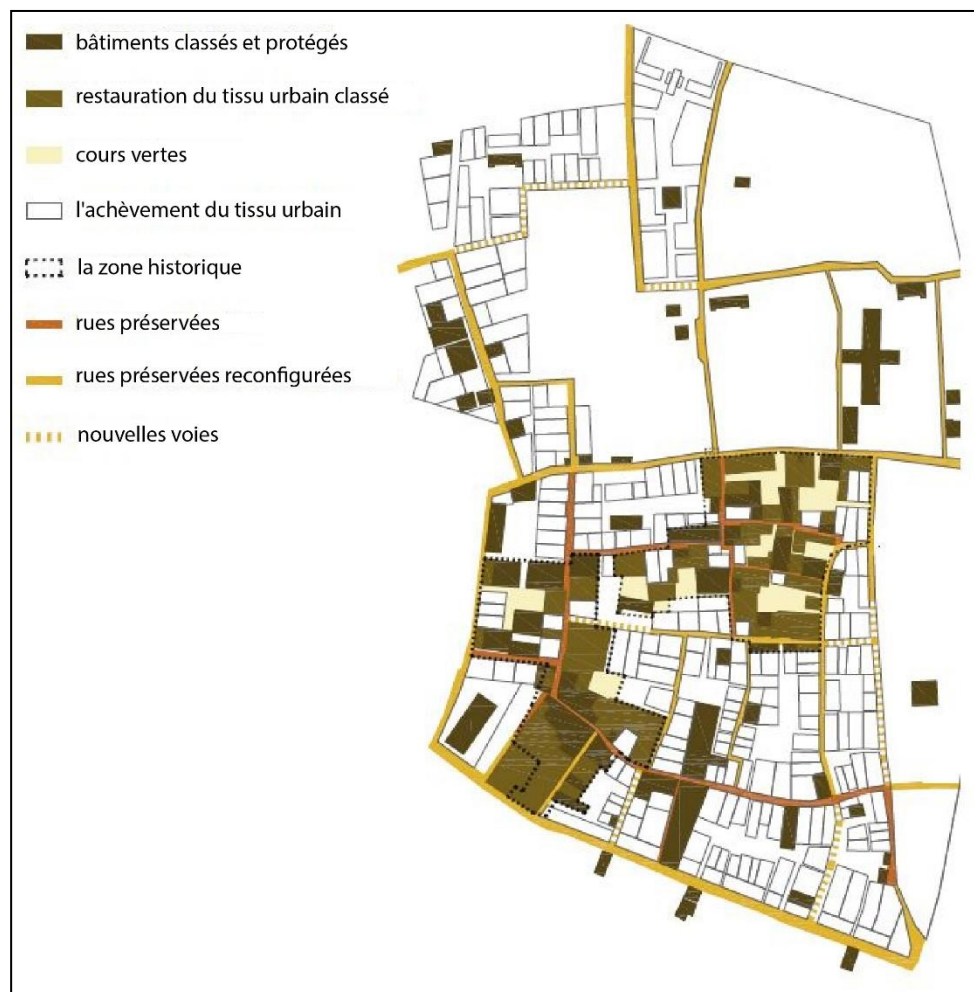 bâtiments classés et protégés
restauration du tissu urbain classé
cours vertes
l'achèvement du tissu urbain
la zone historique
rues préservées
rues préservées reconfigurées
nouvelles voies